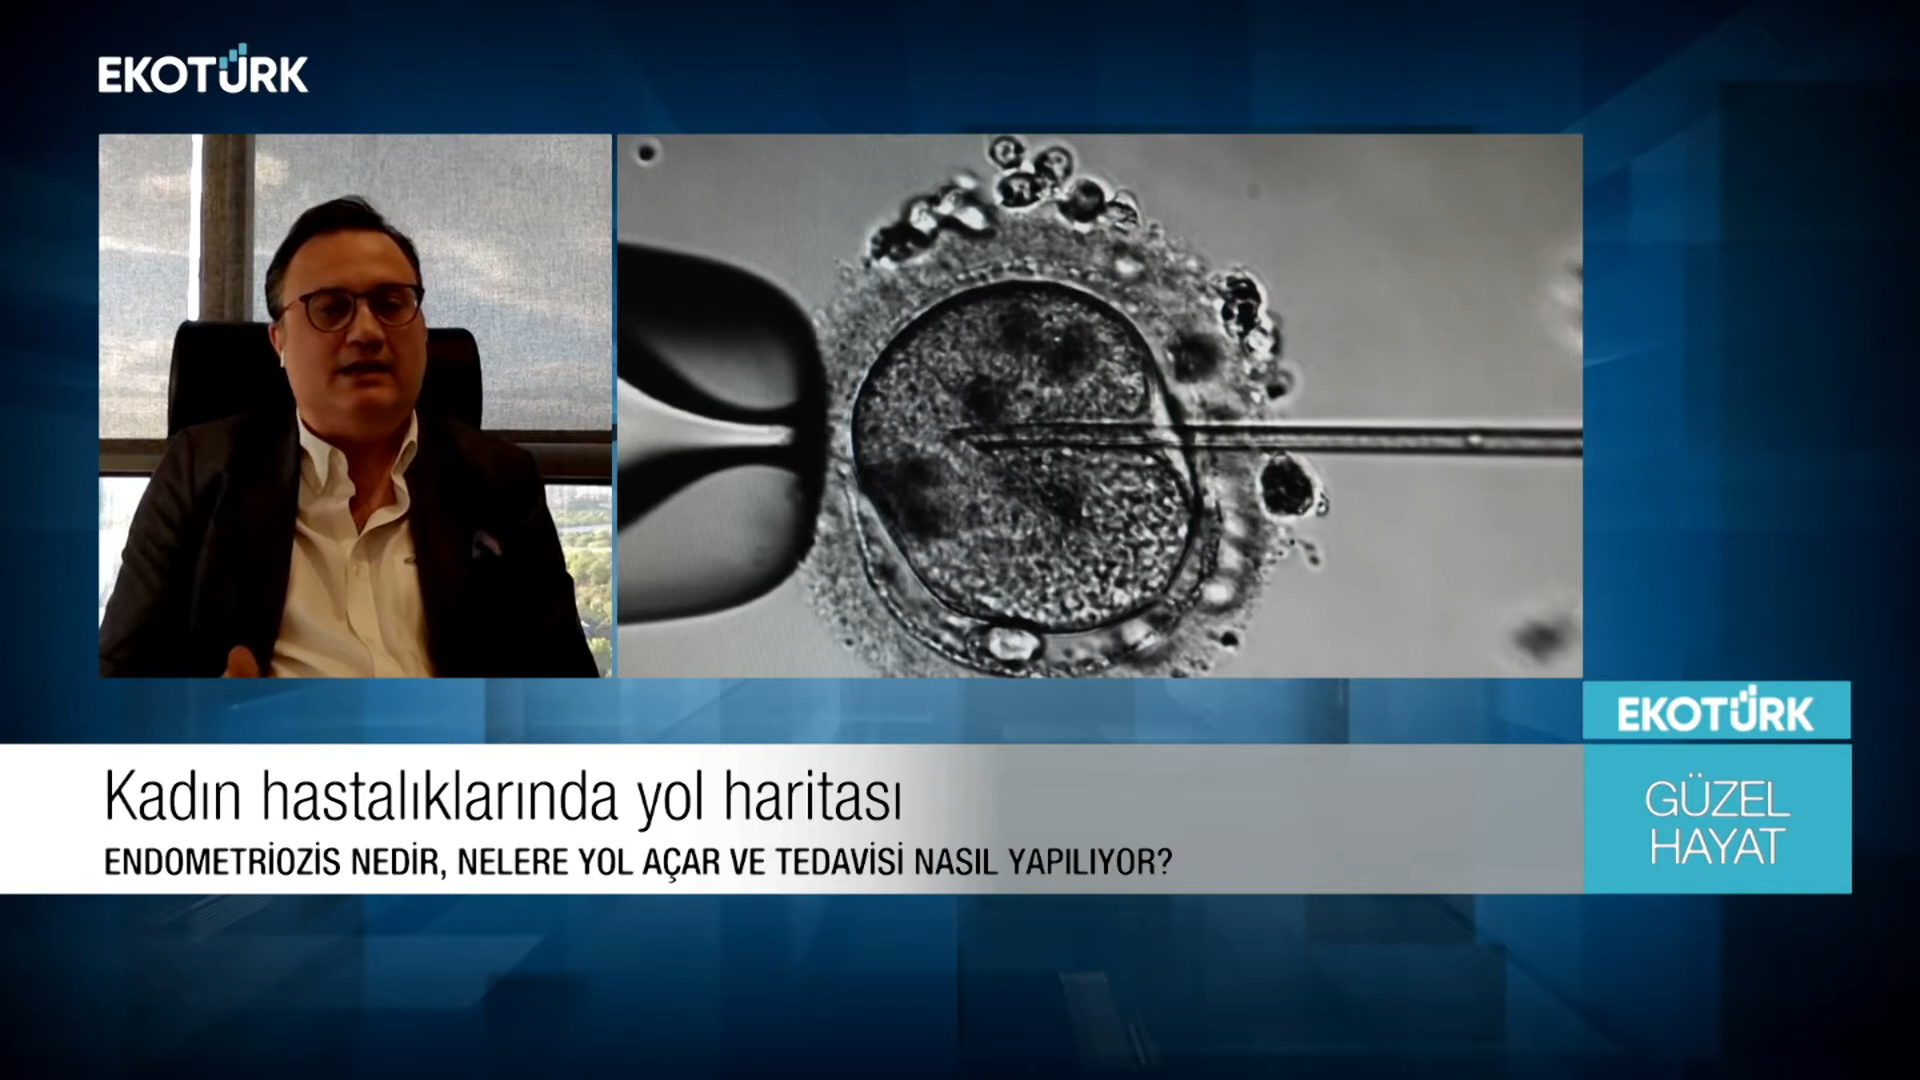 EKOTÜRK
EKOTÜRK
Kadın hastalıklarında yol haritası
ENDOMETRİOZİS NEDİR, NELERE YOL AÇAR VE TEDAVİSİ NASIL YAPILIYOR?
GÜZEL
HAYAT